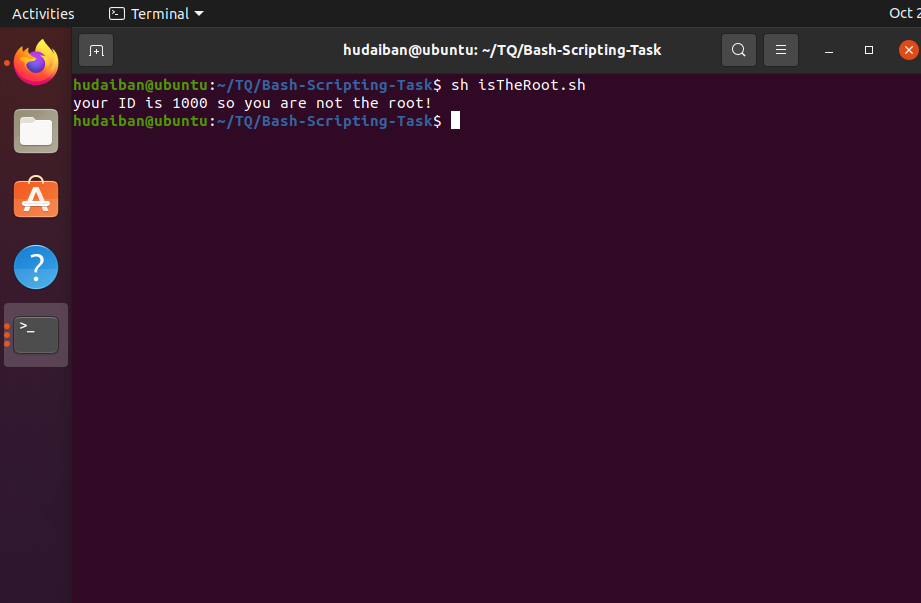 Activities Terminal Oct 2
hudaiban@ubuntu: ~/TQ/Bash-Scripting-Task
hudaiban@ubuntu:~/TQ/Bash-Scripting-Task$ sh isTheRoot.sh
your ID is 1000 so you are not the root!
hudaiban@ubuntu:~/TQ/Bash-Scripting-Task$